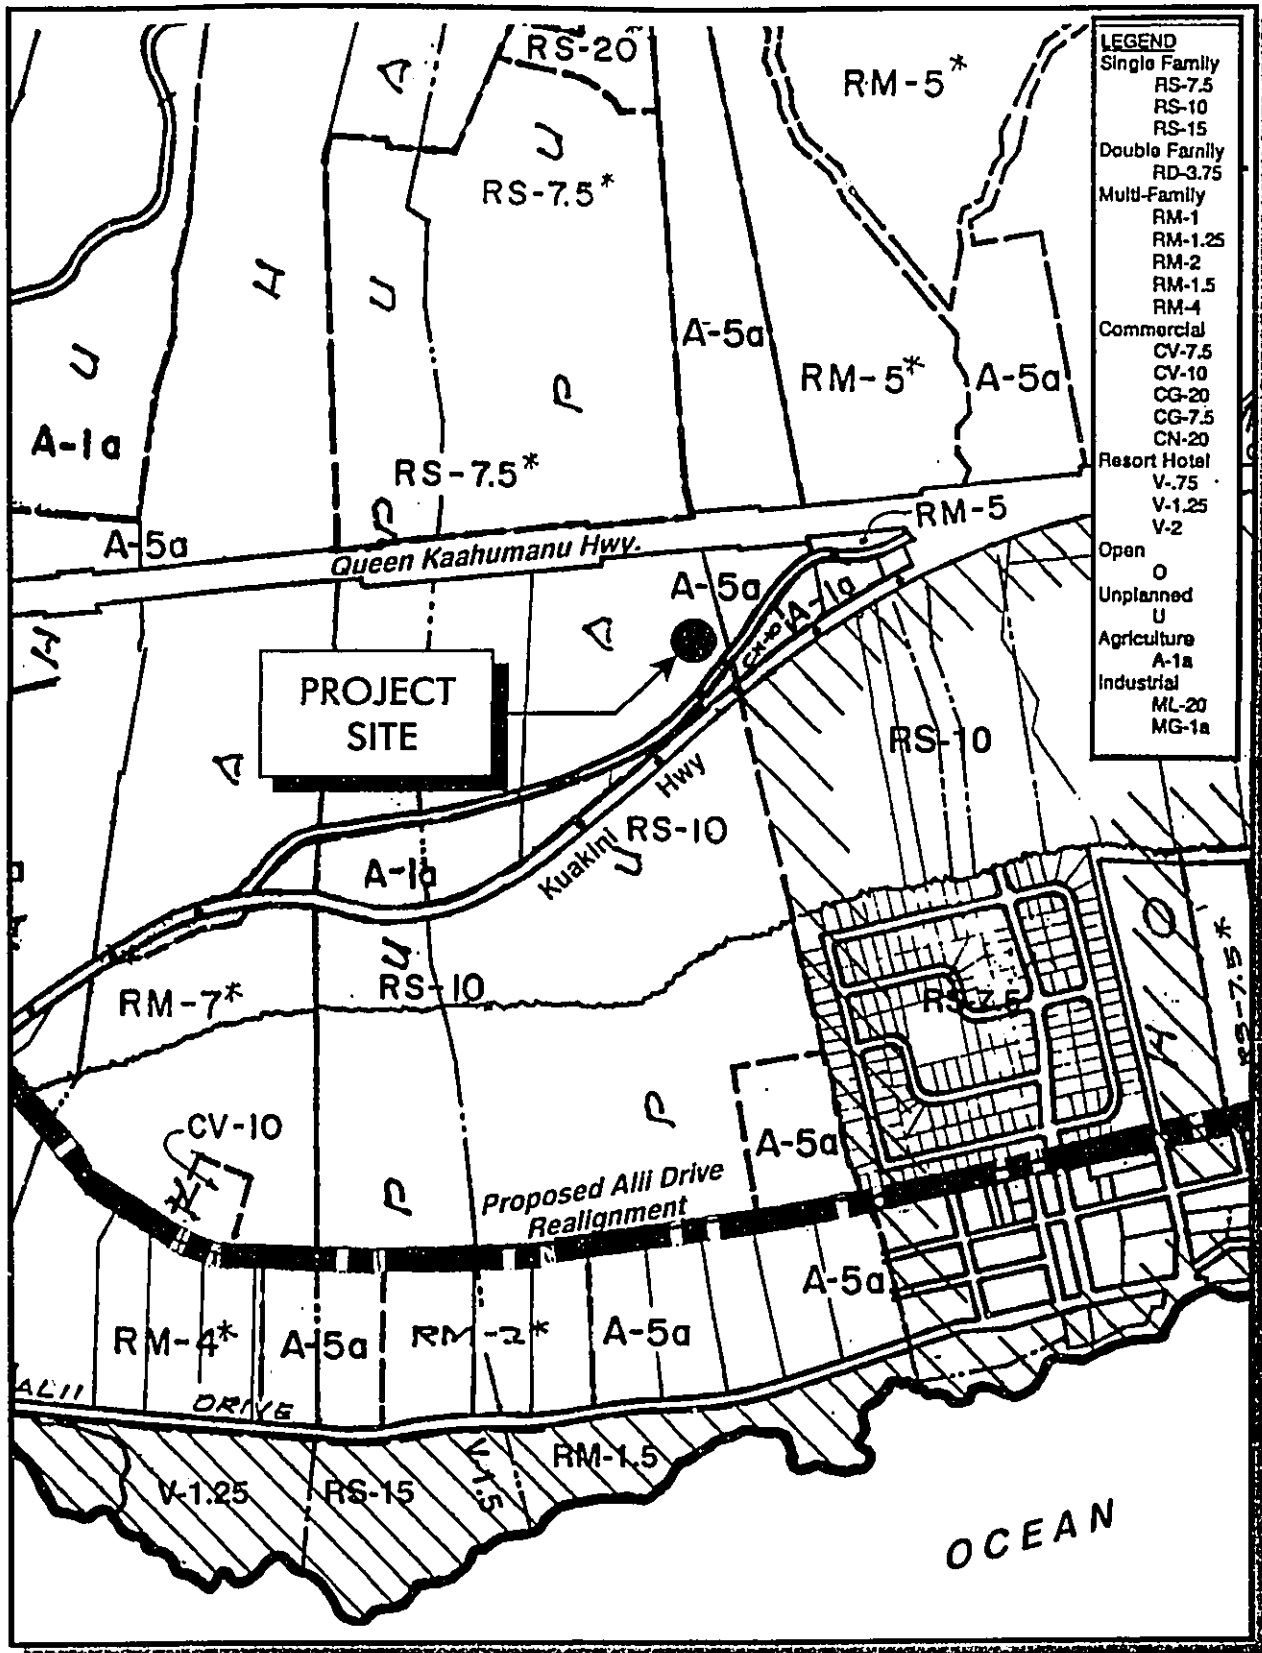 LEGEND
Single Family
RS-7.5
RS-10
RS-15
Double Family
RD-3.75
Multi-Family
RM-1
RM-1.25
RM-2
RM-1.5
RM-4
Commercial
CV-7.5
CV-10
CG-20
CG-7.5
CN-20
Resort Hotel
V-.75
V-1.25
V-2
Open
O
Unplanned
U
Agriculture
A-1a
Industrial
ML-20
MG-1a
RS-20
RM-5*
A
U
RS-7.5*
H
U
A-5a
U
RM-5*
A-5a
P
A-1a
RS-7.5*
P
RM-5
A-5a
Queen Kaahumanu Hwy.
A-5a
A-1a
A
H
PROJECT
SITE
A
RS-10
Kuakini Hwy
RS-10
U
A-1a
O
U
RS-10
RM-7*
RS-7.5
RS-7.5*
H
P
CV-10
A-5a
P
Proposed Alii Drive
Realignment
A-5a
RM-4*
A-5a
RM-2*
A-5a
ALII DRIVE
V-1.25
RS-15
V-1.5
RM-1.5
OCEAN